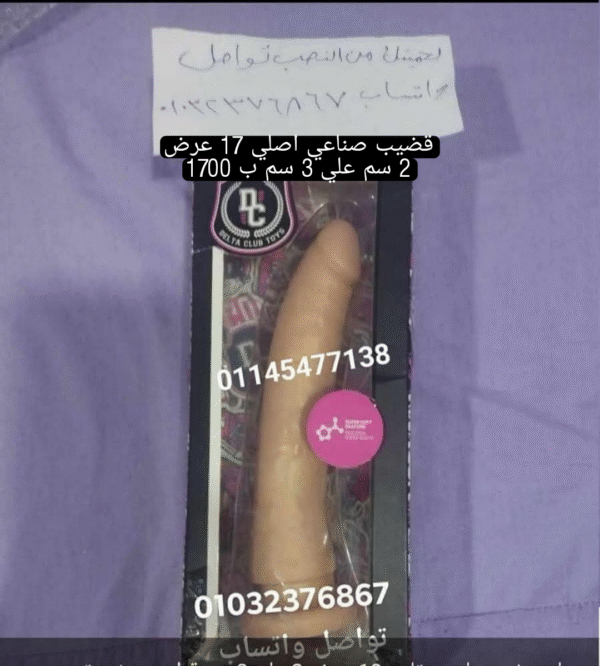 لحمينك من النصب تواصل
واتساب ٠١٠٣٢٣٧٦٨٦٧
قضيب صناعي اصلي 17 عرض
2 سم علي 3 سم ب 1700
DC
DELTA CLUB TOYS
01145477138
01032376867
تواصل واتساب